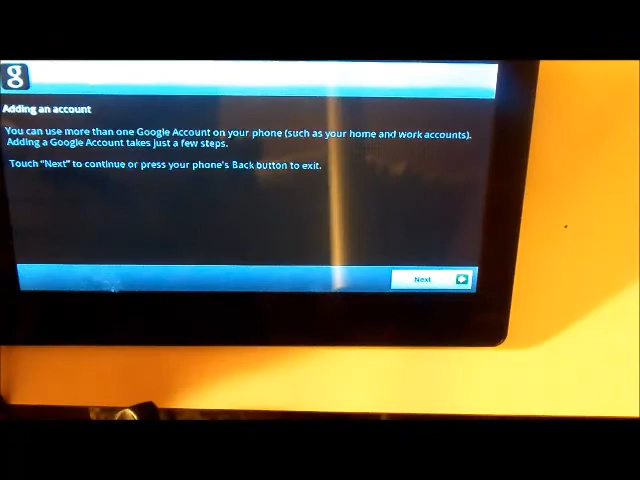 g
Adding an account
You can use more than one Google Account on your phone (such as your home and work accounts).
Adding a Google Account takes just a few steps.
Touch "Next" to continue or press your phone's Back button to exit.
Next